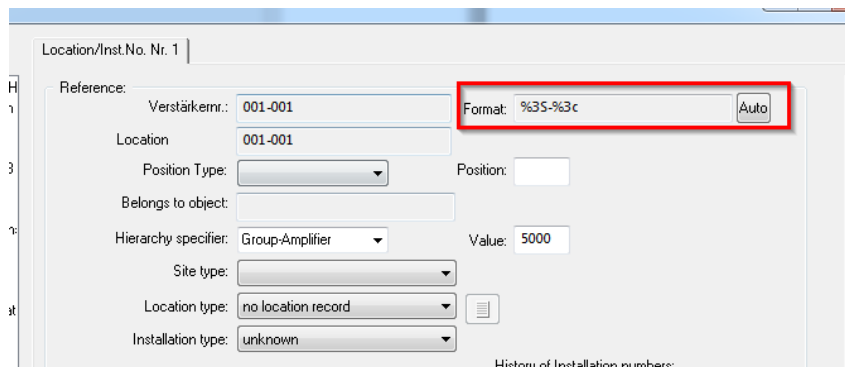 Location/Inst.No. Nr. 1
Reference:
Verstärkernr.: 001-001 Format: %3S-%3c Auto
Location 001-001
Position Type: Position:
Belongs to object:
Hierarchy specifier: Group-Amplifier Value: 5000
Site type:
Location type: no location record
Installation type: unknown
History of Installation numbers: